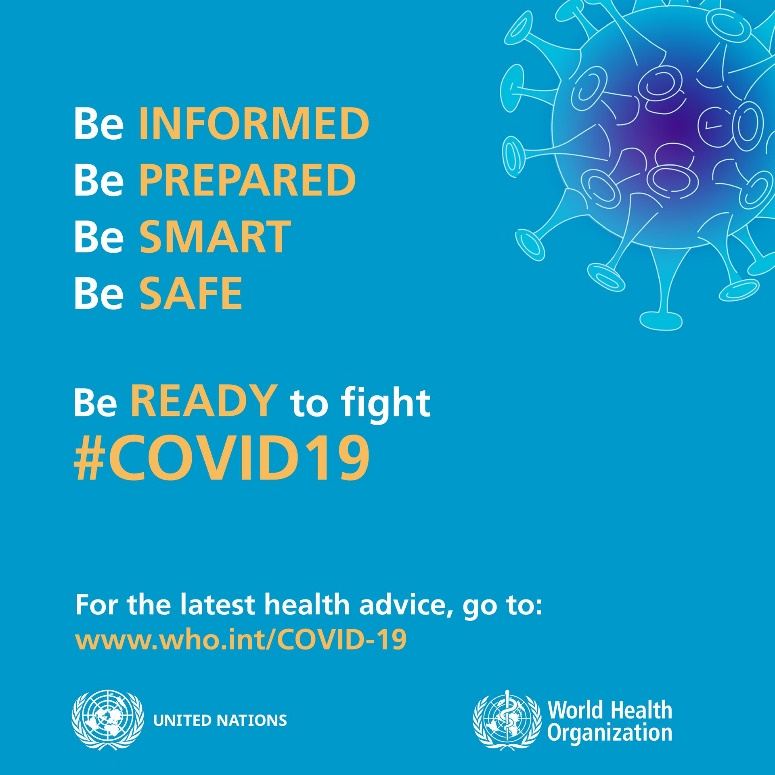 Be INFORMED
Be PREPARED
Be SMART
Be SAFE
Be READY to fight
#COVID19
For the latest health advice, go to:
www.who.int/COVID-19
UNITED NATIONS
World Health
Organization